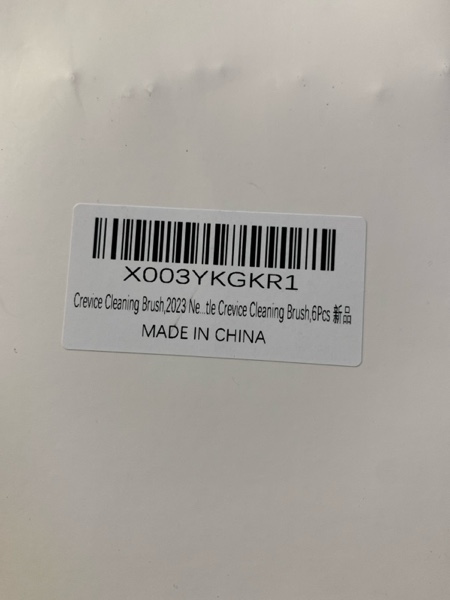 X003YKGKR1
Crevice Cleaning Brush,2023 Ne...tle Crevice Cleaning Brush,6Pcs 新品
MADE IN CHINA